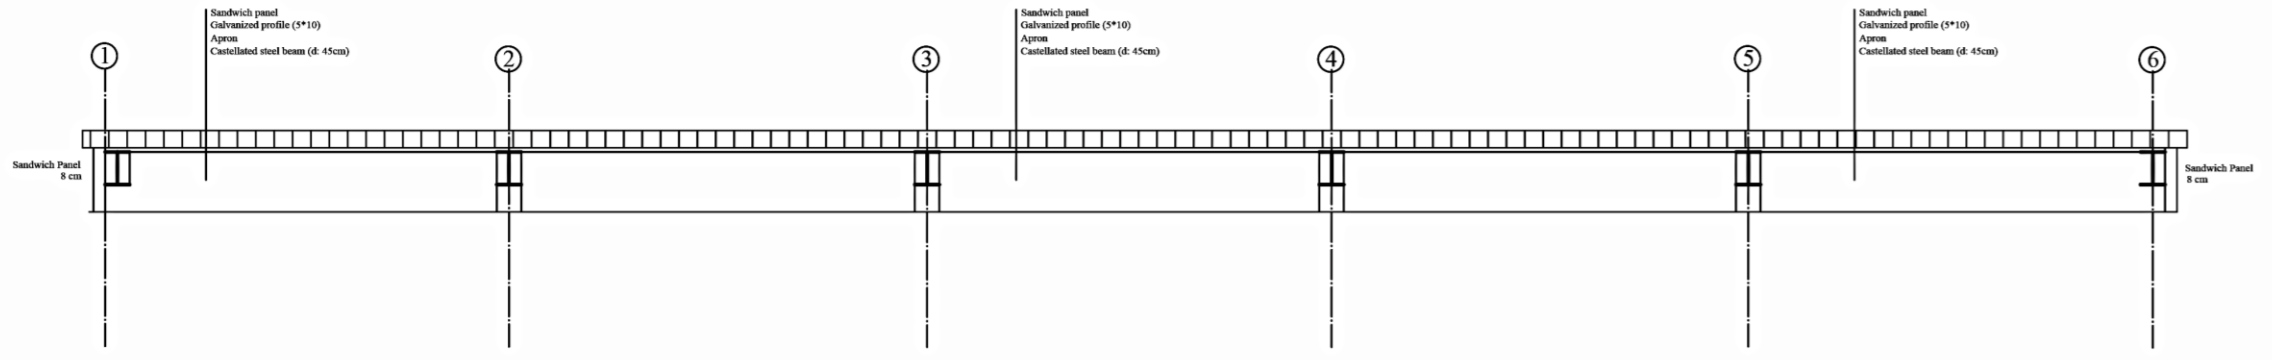 Sandwich panel
Galvanized profile (5*10)
Apron
Castellated steel beam (d: 45cm)
Sandwich panel
Galvanized profile (5*10)
Apron
Castellated steel beam (d: 45cm)
Sandwich panel
Galvanized profile (5*10)
Apron
Castellated steel beam (d: 45cm)
1
2
3
4
5
6
Sandwich Panel
8 cm
Sandwich Panel
8 cm